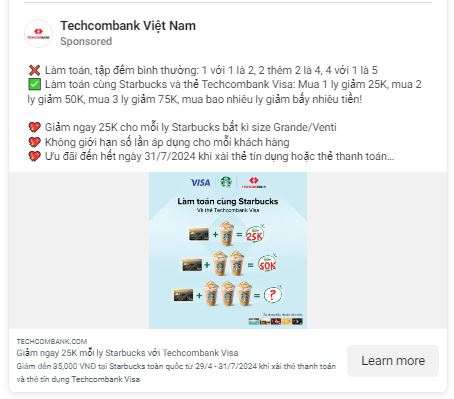 Techcombank Việt Nam
Sponsored
❌ Làm toán, tập đếm bình thường: 1 với 1 là 2, 2 thêm 2 là 4, 4 với 1 là 5
✅ Làm toán cùng Starbucks và thẻ Techcombank Visa: Mua 1 ly giảm 25K, mua 2
ly giảm 50K, mua 3 ly giảm 75K, mua bao nhiêu ly giảm bấy nhiêu tiền!
💝 Giảm ngay 25K cho mỗi ly Starbucks bất kì size Grande/Venti
💝 Không giới hạn số lần áp dụng cho mỗi khách hàng
💝 Ưu đãi đến hết ngày 31/7/2024 khi xài thẻ tín dụng hoặc thẻ thanh toán...
VISA
TECHCOMBANK
Làm toán cùng Starbucks
Và thẻ Techcombank Visa
+ = 25K
+ = 50K
+ = ?
TECHCOMBANK.COM
Giảm ngay 25K mỗi ly Starbucks với Techcombank Visa
Giảm đến 35,000 VNĐ tại Starbucks toàn quốc từ 29/4 - 31/7/2024 khi xài thẻ thanh toán
và thẻ tín dụng Techcombank Visa
Learn more